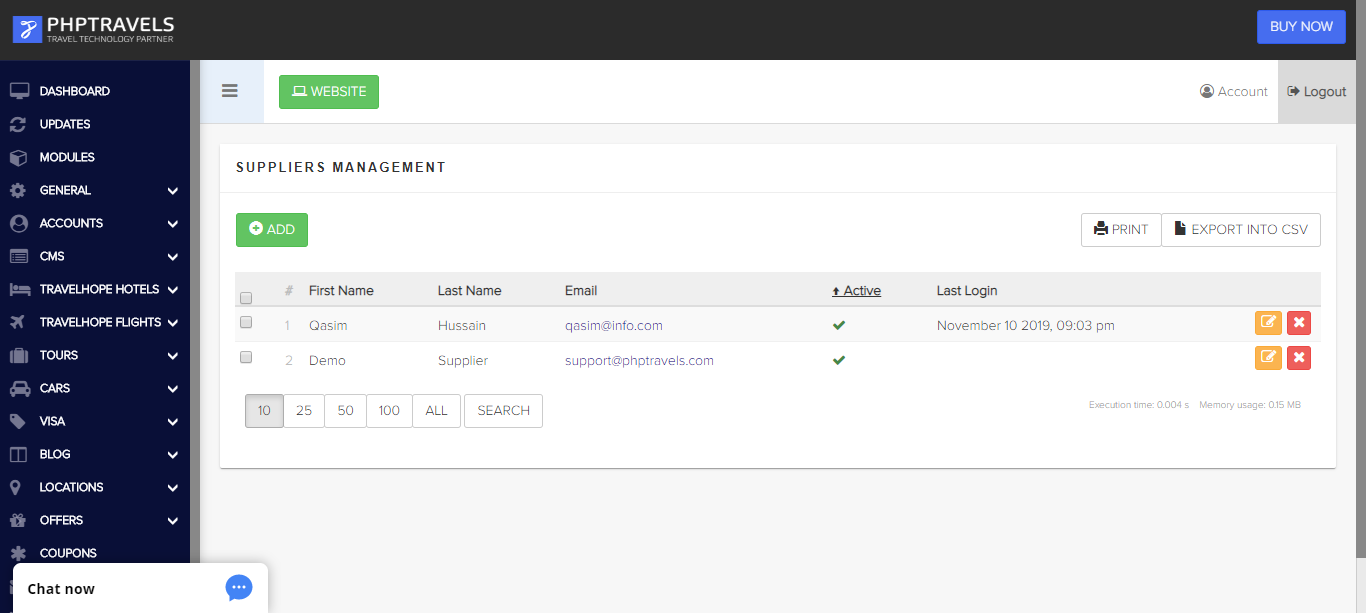 PHPTRAVELS
TRAVEL TECHNOLOGY PARTNER
BUY NOW
DASHBOARD
UPDATES
MODULES
GENERAL
ACCOUNTS
CMS
TRAVELHOPE HOTELS
TRAVELHOPE FLIGHTS
TOURS
CARS
VISA
BLOG
LOCATIONS
OFFERS
COUPONS
Chat now
WEBSITE
Account
Logout
SUPPLIERS MANAGEMENT
ADD
PRINT
EXPORT INTO CSV
# First Name Last Name Email Active Last Login
1 Qasim Hussain qasim@info.com November 10 2019, 09:03 pm
2 Demo Supplier support@phptravels.com
10 25 50 100 ALL SEARCH
Execution time: 0.004 s Memory usage: 0.15 MB